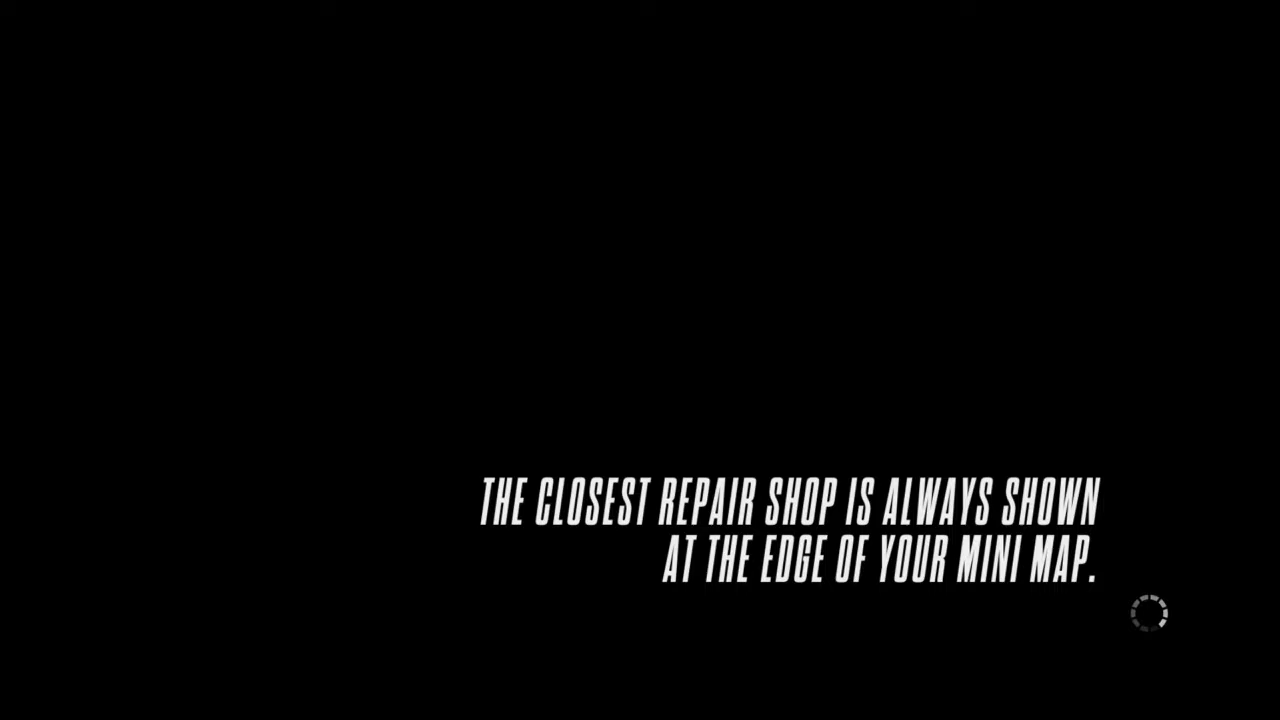 THE CLOSEST REPAIR SHOP IS ALWAYS SHOWN
AT THE EDGE OF YOUR MINI MAP.